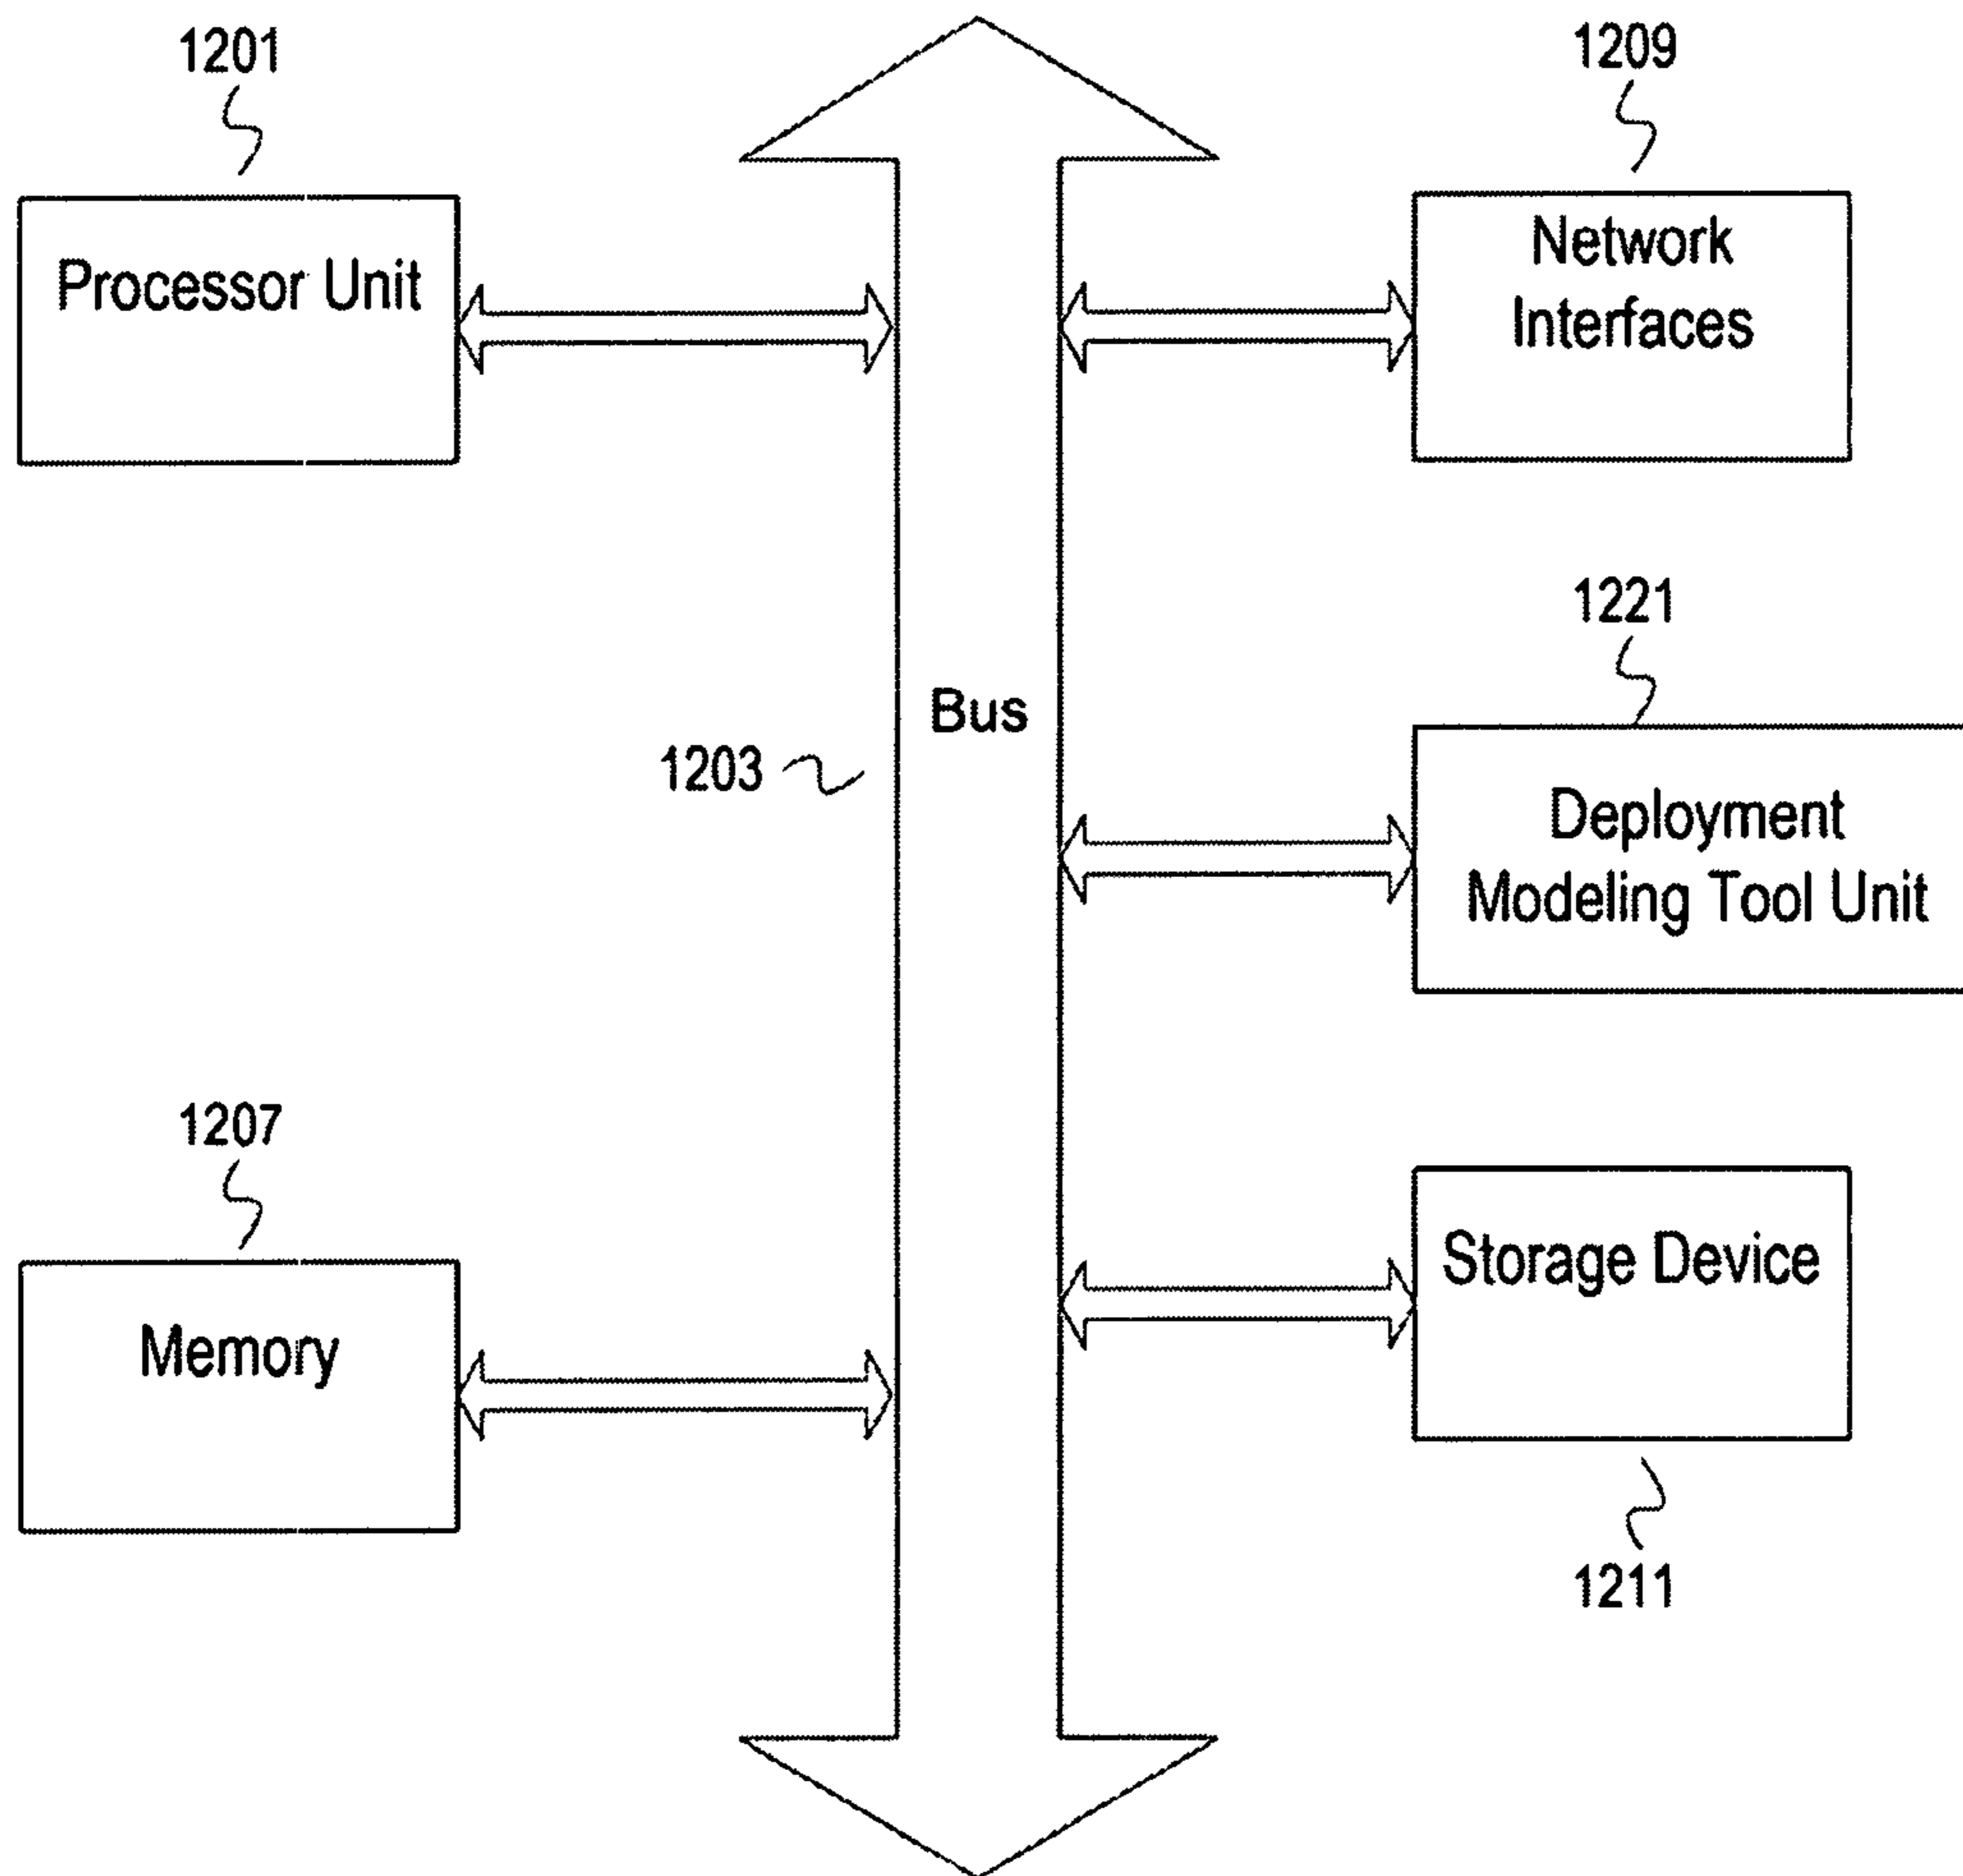 1201
Processor Unit
1209
Network
Interfaces
Bus
1203
1221
Deployment
Modeling Tool Unit
1207
Memory
Storage Device
1211